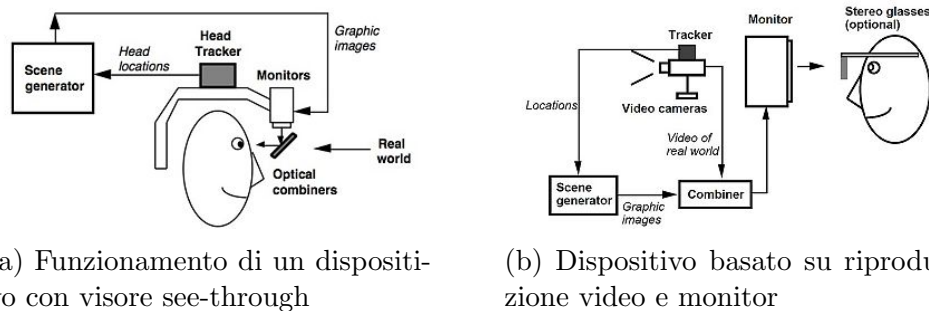 Graphic
images
Head
Tracker
Head
locations
Scene
generator
Monitors
Real
world
Optical
combiners
a) Funzionamento di un dispositi-
o con visore see-through
Monitor
Stereo glasses
(optional)
Tracker
Locations
Video cameras
Video of
real world
Scene
generator
Graphic
images
Combiner
(b) Dispositivo basato su riprodu
zione video e monitor